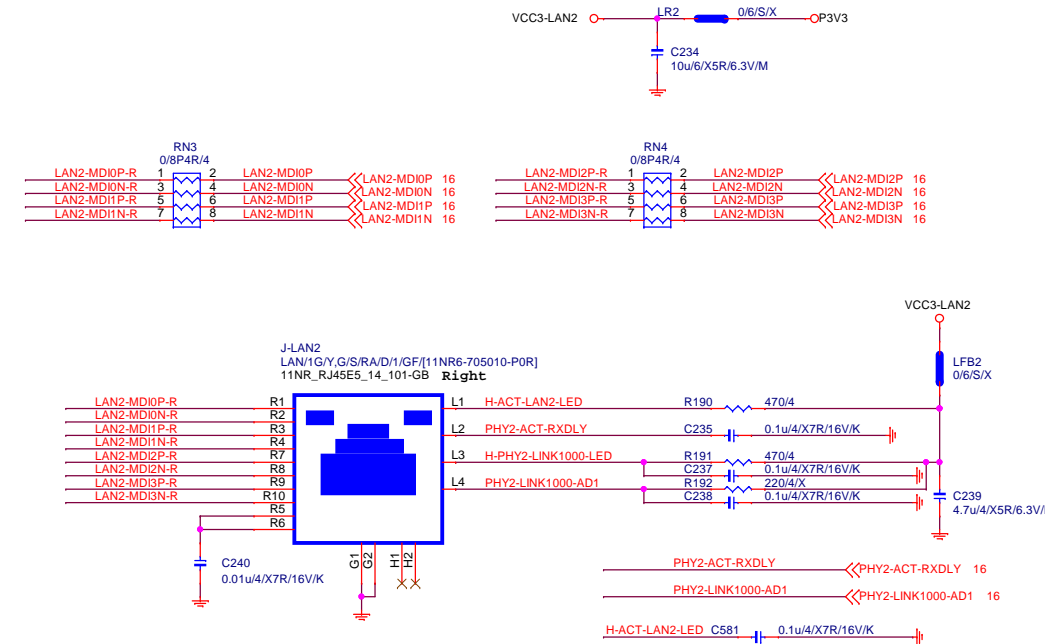 VCC3-LAN2 LR2 0/6/S/X P3V3
C234
10u/6/X5R/6.3V/M
RN3
0/8P4R/4
LAN2-MDI0P-R 1 2 LAN2-MDI0P LAN2-MDI0P 16
LAN2-MDI0N-R 3 4 LAN2-MDI0N LAN2-MDI0N 16
LAN2-MDI1P-R 5 6 LAN2-MDI1P LAN2-MDI1P 16
LAN2-MDI1N-R 7 8 LAN2-MDI1N LAN2-MDI1N 16
RN4
0/8P4R/4
LAN2-MDI2P-R 1 2 LAN2-MDI2P LAN2-MDI2P 16
LAN2-MDI2N-R 3 4 LAN2-MDI2N LAN2-MDI2N 16
LAN2-MDI3P-R 5 6 LAN2-MDI3P LAN2-MDI3P 16
LAN2-MDI3N-R 7 8 LAN2-MDI3N LAN2-MDI3N 16
VCC3-LAN2
LFB2
0/6/S/X
J-LAN2
LAN/1G/Y,G/S/RA/D/1/GF/[11NR6-705010-P0R]
11NR_RJ45E5_14_101-GB Right
LAN2-MDI0P-R R1
LAN2-MDI0N-R R2
LAN2-MDI1P-R R3
LAN2-MDI1N-R R4
LAN2-MDI2P-R R7
LAN2-MDI2N-R R8
LAN2-MDI3P-R R9
LAN2-MDI3N-R R10
R5
R6
L1 H-ACT-LAN2-LED R190 470/4
L2 PHY2-ACT-RXDLY C235 0.1u/4/X7R/16V/K
L3 H-PHY2-LINK1000-LED R191 470/4
C237 0.1u/4/X7R/16V/K
L4 PHY2-LINK1000-AD1 R192 220/4/X
C238 0.1u/4/X7R/16V/K
C239
4.7u/4/X5R/6.3V/
C240
0.01u/4/X7R/16V/K
G1 G2 H1 H2
PHY2-ACT-RXDLY PHY2-ACT-RXDLY 16
PHY2-LINK1000-AD1 PHY2-LINK1000-AD1 16
H-ACT-LAN2-LED C581 0.1u/4/X7R/16V/K